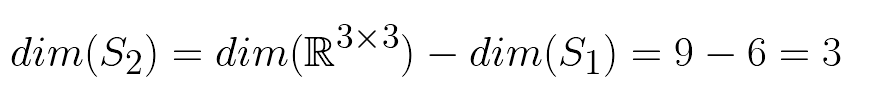 dim(S₂) = dim(ℝ³ˣ³) − dim(S₁) = 9 − 6 = 3